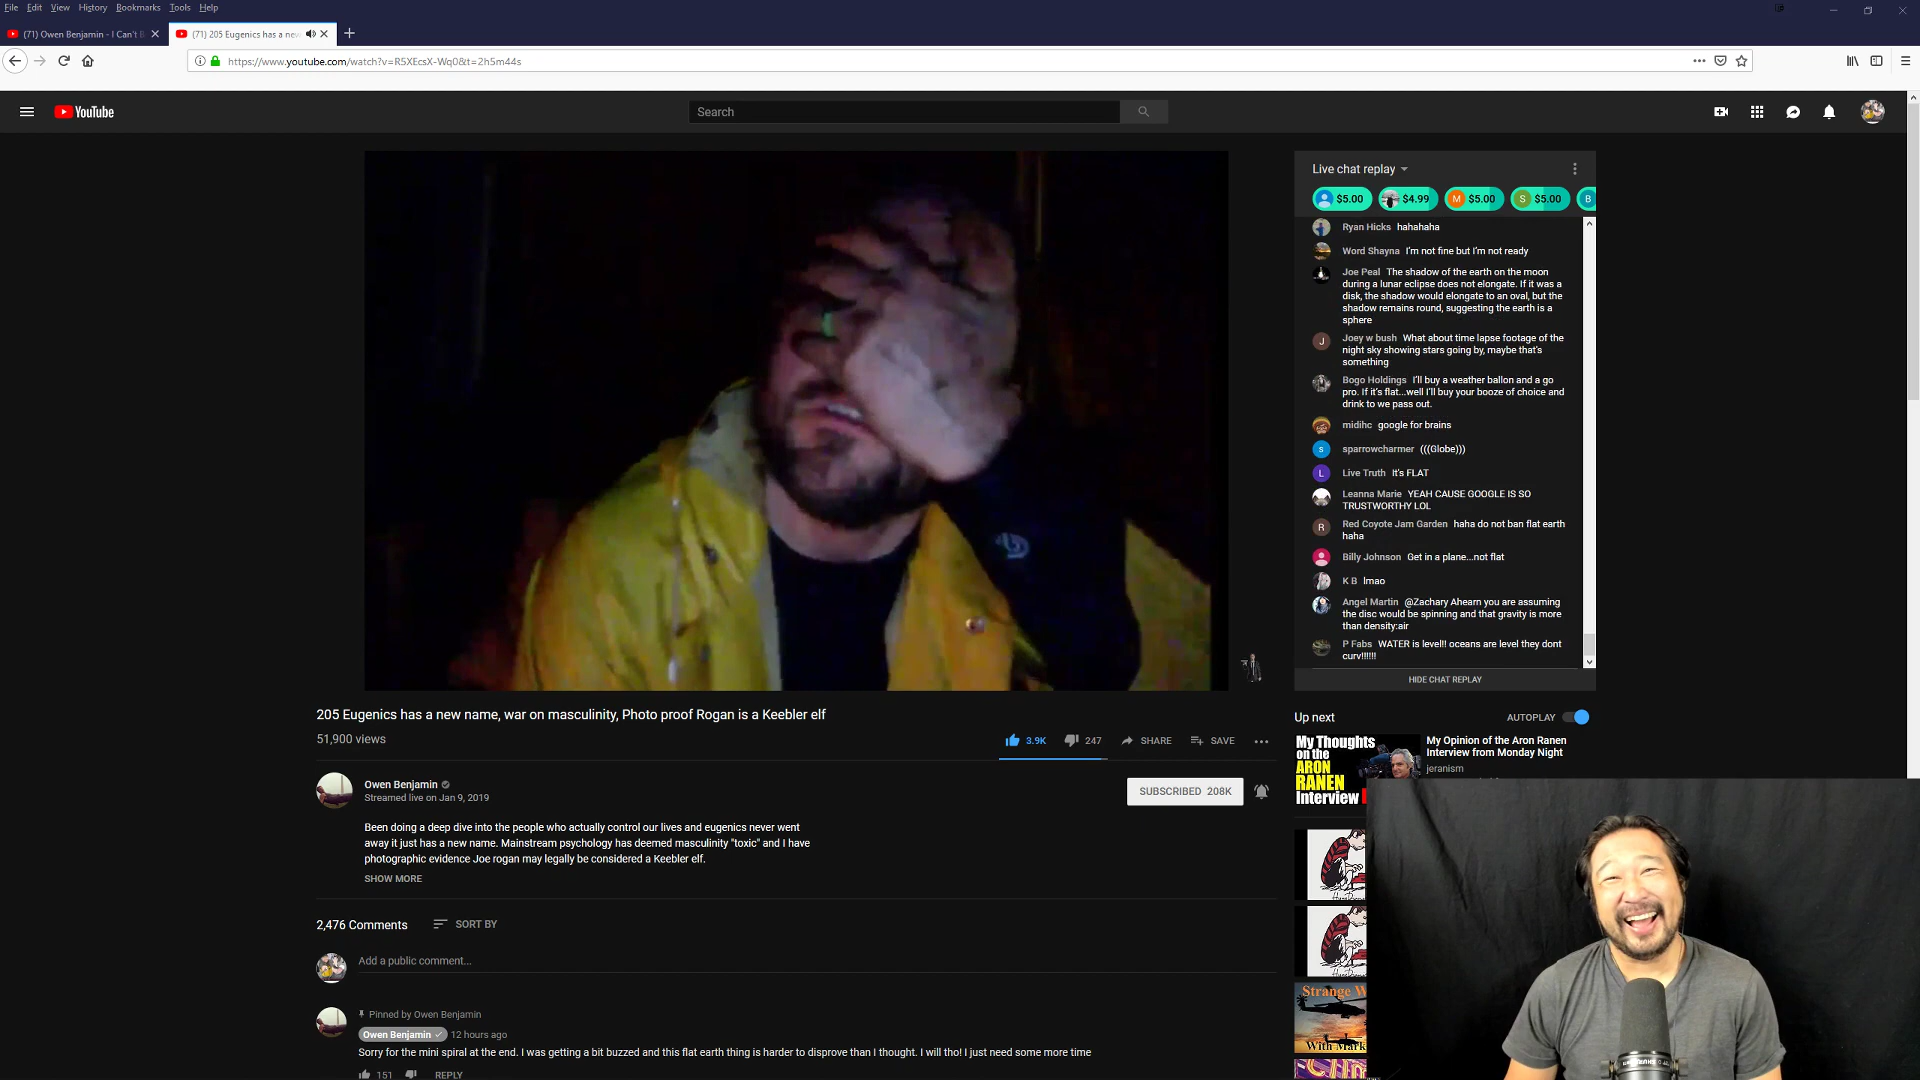 File Edit View History Bookmarks Tools Help
(71) Owen Benjamin - I Can't B
(71) 205 Eugenics has a new
https://www.youtube.com/watch?v=R5XEcsX-Wq0&t=2h5m44s
YouTube
Search
Live chat replay
$5.00 $4.99 M $5.00 S $5.00 B
Ryan Hicks hahahaha
Word Shayna I'm not fine but I'm not ready
Joe Peal The shadow of the earth on the moon
during a lunar eclipse does not elongate. If it was a
disk, the shadow would elongate to an oval, but the
shadow remains round, suggesting the earth is a
sphere
J Joey w bush What about time lapse footage of the
night sky showing stars going by, maybe that's
something
Bogo Holdings I'll buy a weather ballon and a go
pro. If it's flat...well I'll buy your booze of choice and
drink to we pass out.
midihc google for brains
s sparrowcharmer (((Globe)))
L Live Truth It's FLAT
Leanna Marie YEAH CAUSE GOOGLE IS SO
TRUSTWORTHY LOL
R Red Coyote Jam Garden haha do not ban flat earth
haha
Billy Johnson Get in a plane...not flat
K B lmao
Angel Martin @Zachary Ahearn you are assuming
the disc would be spinning and that gravity is more
than density:air
P Fabs WATER is level!! oceans are level they dont
curv!!!!!!
HIDE CHAT REPLAY
205 Eugenics has a new name, war on masculinity, Photo proof Rogan is a Keebler elf
51,900 views
3.9K 247 SHARE SAVE
Owen Benjamin
Streamed live on Jan 9, 2019
SUBSCRIBED 208K
Been doing a deep dive into the people who actually control our lives and eugenics never went
away it just has a new name. Mainstream psychology has deemed masculinity "toxic" and I have
photographic evidence Joe rogan may legally be considered a Keebler elf.
SHOW MORE
2,476 Comments SORT BY
Add a public comment...
Pinned by Owen Benjamin
Owen Benjamin 12 hours ago
Sorry for the mini spiral at the end. I was getting a bit buzzed and this flat earth thing is harder to disprove than I thought. I will tho! I just need some more time
151 REPLY
Up next AUTOPLAY
My Thoughts
on the
ARON
RANEN
Interview
My Opinion of the Aron Ranen
Interview from Monday Night
jeranism
Strange W
With Mark